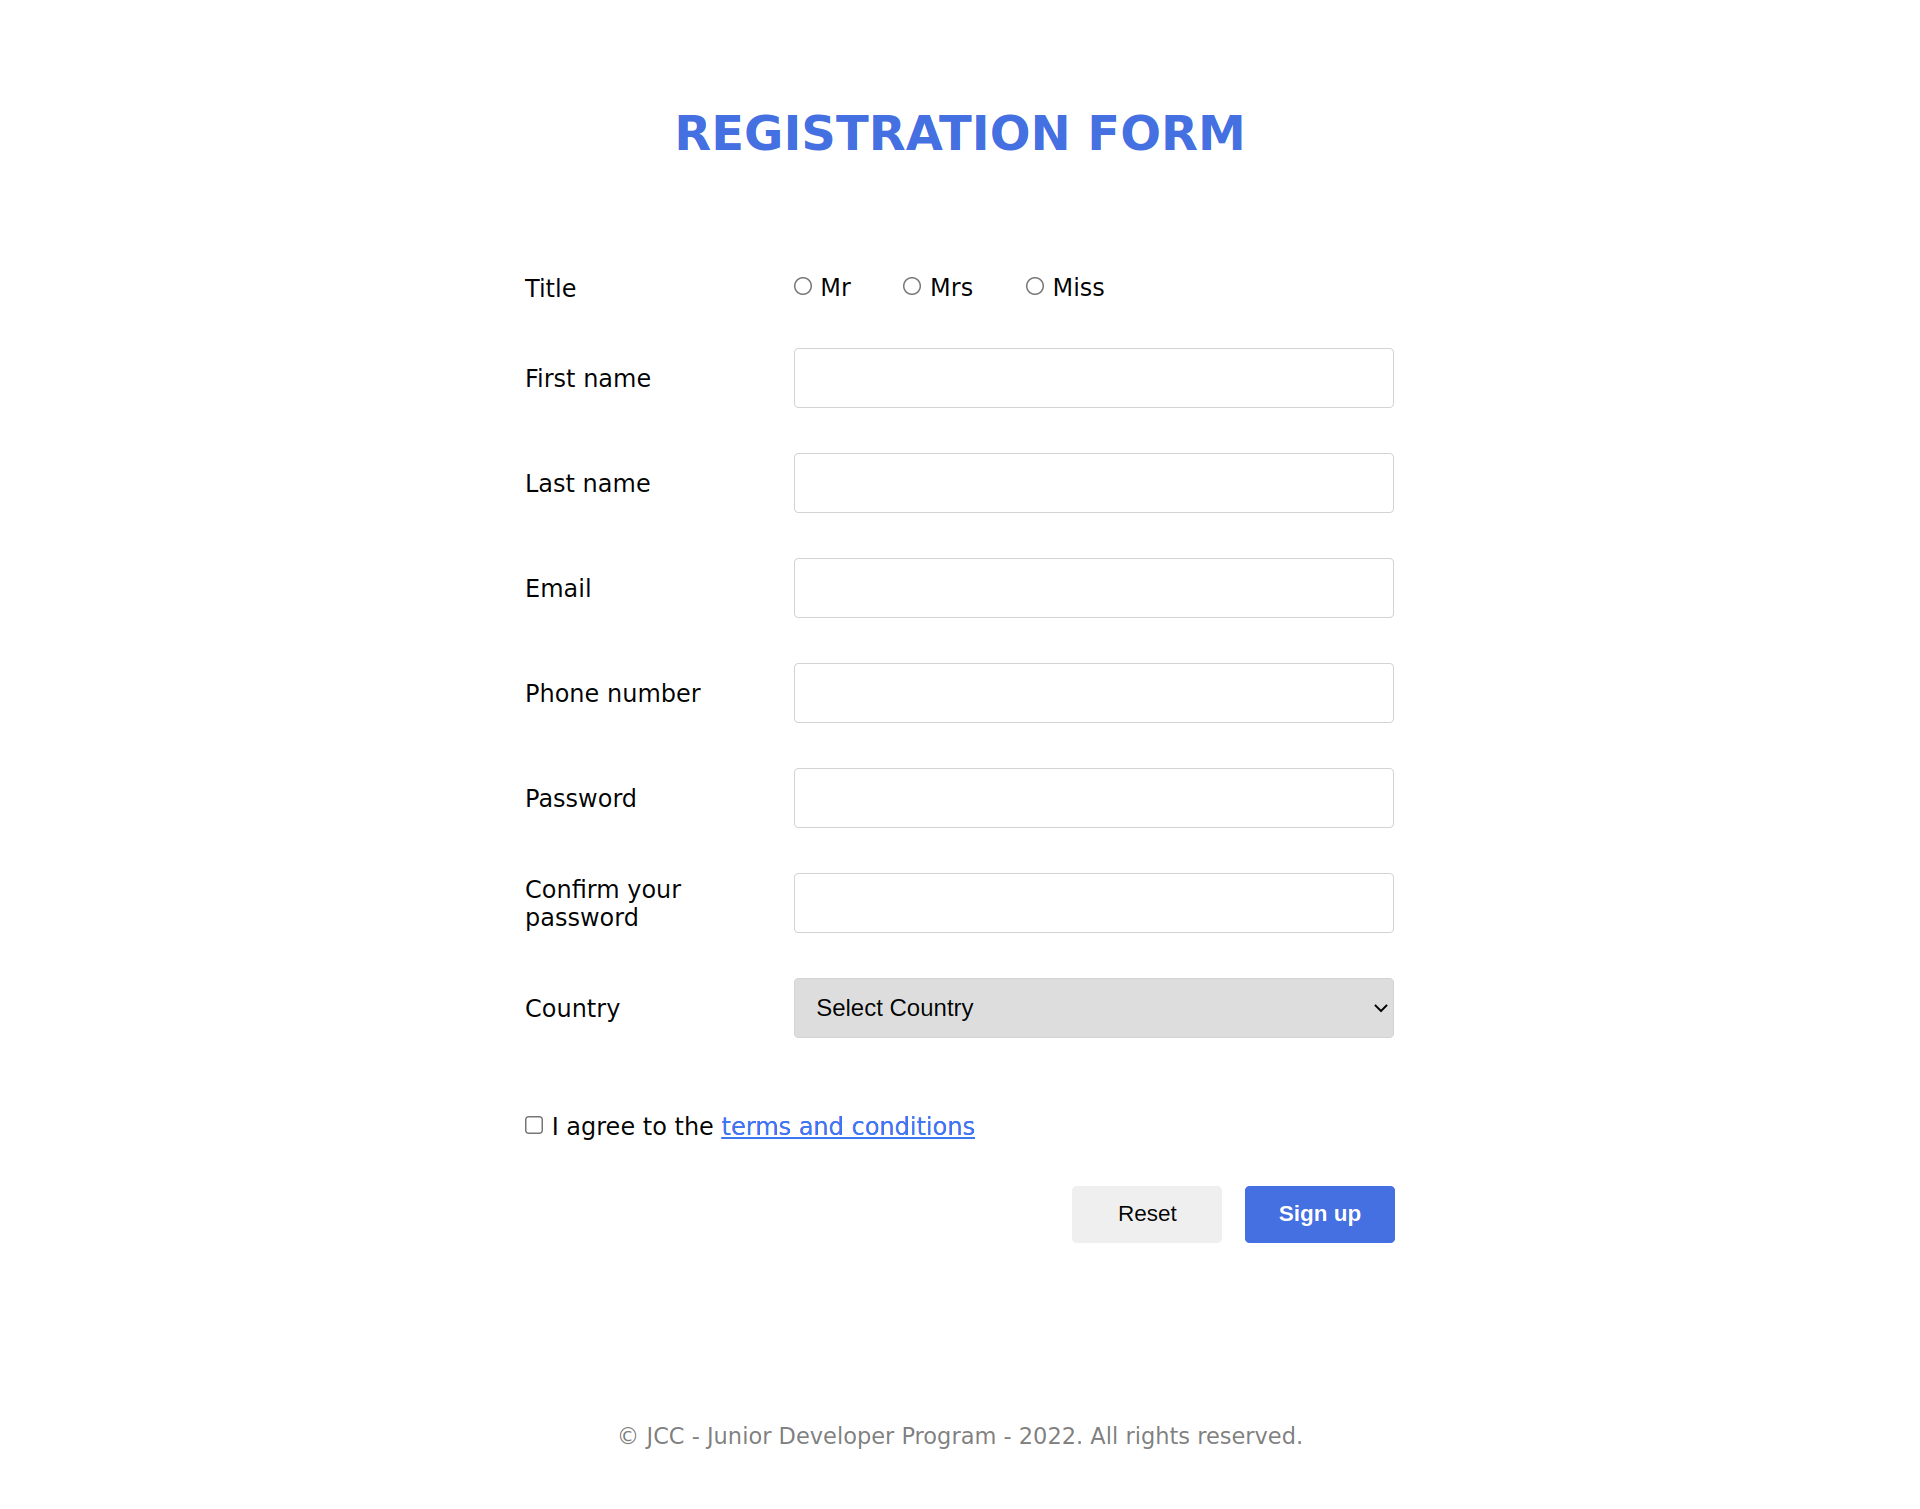 REGISTRATION FORM
Title
Mr
Mrs
Miss
First name
Last name
Email
Phone number
Password
Confirm your
password
Country
Select Country
I agree to the terms and conditions
Reset
Sign up
© JCC - Junior Developer Program - 2022. All rights reserved.